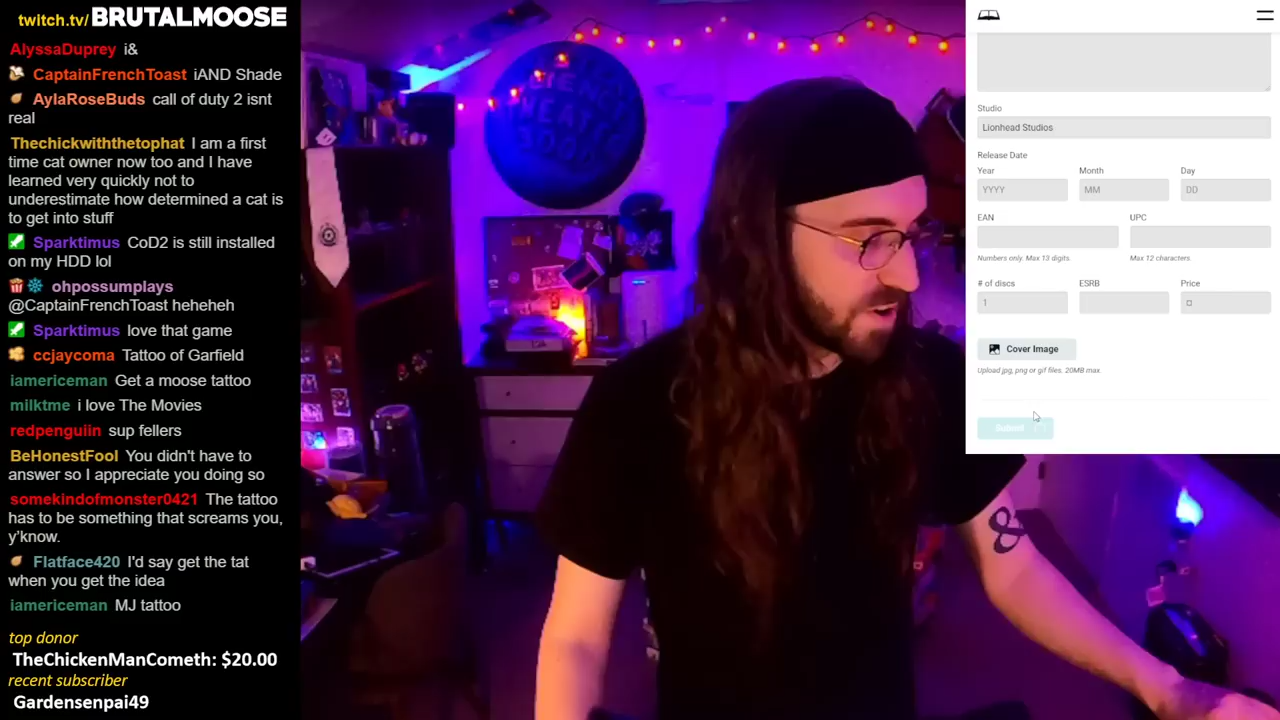 twitch.tv/BRUTALMOOSE
AlyssaDuprey i&
CaptainFrenchToast iAND Shade
AylaRoseBuds call of duty 2 isnt
real
Thechickwiththetophat I am a first
time cat owner now too and I have
learned very quickly not to
underestimate how determined a cat is
to get into stuff
Sparktimus CoD2 is still installed
on my HDD lol
ohpossumplays
@CaptainFrenchToast heheheh
Sparktimus love that game
ccjaycoma Tattoo of Garfield
iamericeman Get a moose tattoo
milktme i love The Movies
redpenguiin sup fellers
BeHonestFool You didn't have to
answer so I appreciate you doing so
somekindofmonster0421 The tattoo
has to be something that screams you,
y'know.
Flatface420 I'd say get the tat
when you get the idea
iamericeman MJ tattoo
top donor
TheChickenManCometh: $20.00
recent subscriber
Gardensenpai49
&
Studio
Lionhead Studios
Release Date
Year Month Day
YYYY MM DD
EAN UPC
Numbers only. Max 13 digits. Max 12 characters.
# of discs ESRB Price
1
Cover Image
Upload jpg, png or gif files. 20MB max.
Submit